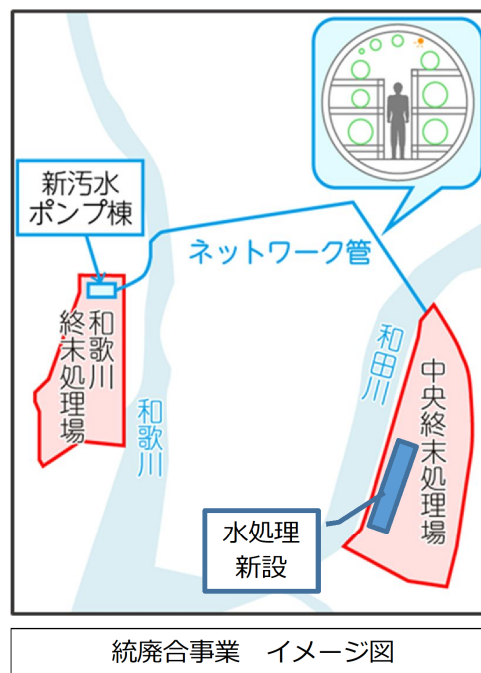 新汚水
ポンプ棟
ネットワーク管
和歌川
終末処理場
和歌川
和田川
中央終末処理場
水処理
新設
統廃合事業　イメージ図